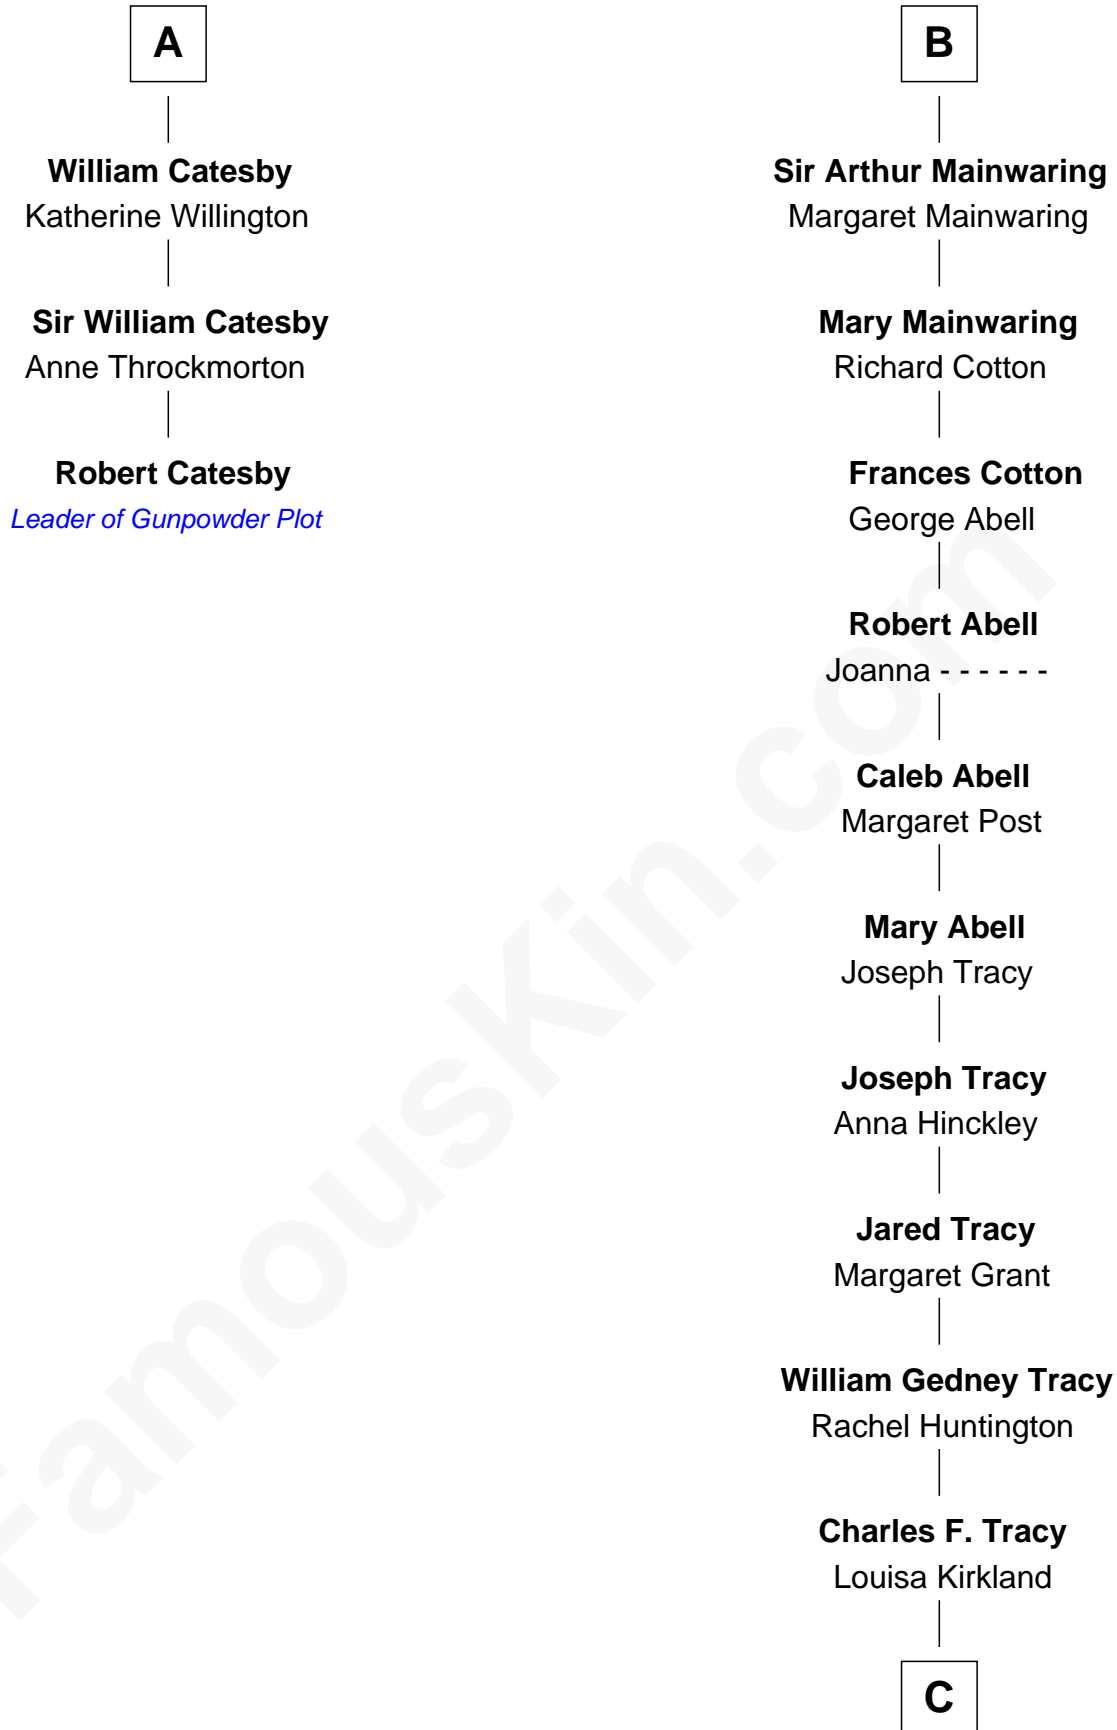 A
William Catesby
Katherine Willington
Sir William Catesby
Anne Throckmorton
Robert Catesby
Leader of Gunpowder Plot
B
Sir Arthur Mainwaring
Margaret Mainwaring
Mary Mainwaring
Richard Cotton
Frances Cotton
George Abell
Robert Abell
Joanna - - - - - -
Caleb Abell
Margaret Post
Mary Abell
Joseph Tracy
Joseph Tracy
Anna Hinckley
Jared Tracy
Margaret Grant
William Gedney Tracy
Rachel Huntington
Charles F. Tracy
Louisa Kirkland
C
FamousKin.com